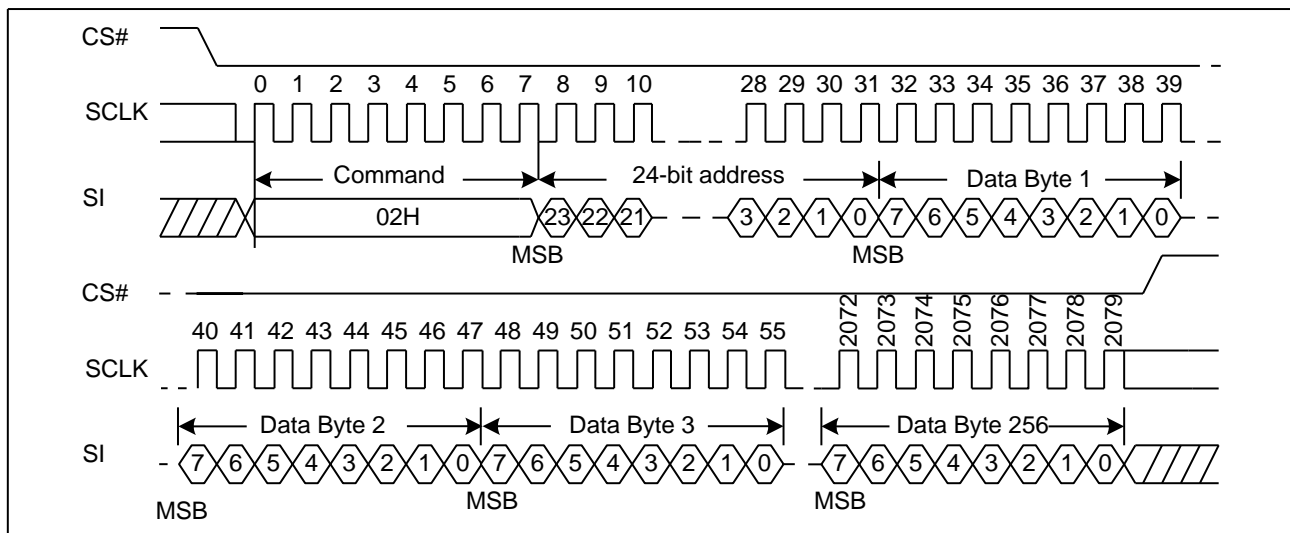 CS#
0 1 2 3 4 5 6 7 8 9 10 28 29 30 31 32 33 34 35 36 37 38 39
SCLK
Command 24-bit address Data Byte 1
SI
02H 23 22 21 3 2 1 0 7 6 5 4 3 2 1 0
MSB MSB
CS#
40 41 42 43 44 45 46 47 48 49 50 51 52 53 54 55 2072 2073 2074 2075 2076 2077 2078 2079
SCLK
Data Byte 2 Data Byte 3 Data Byte 256
SI
7 6 5 4 3 2 1 0 7 6 5 4 3 2 1 0 7 6 5 4 3 2 1 0
MSB MSB MSB